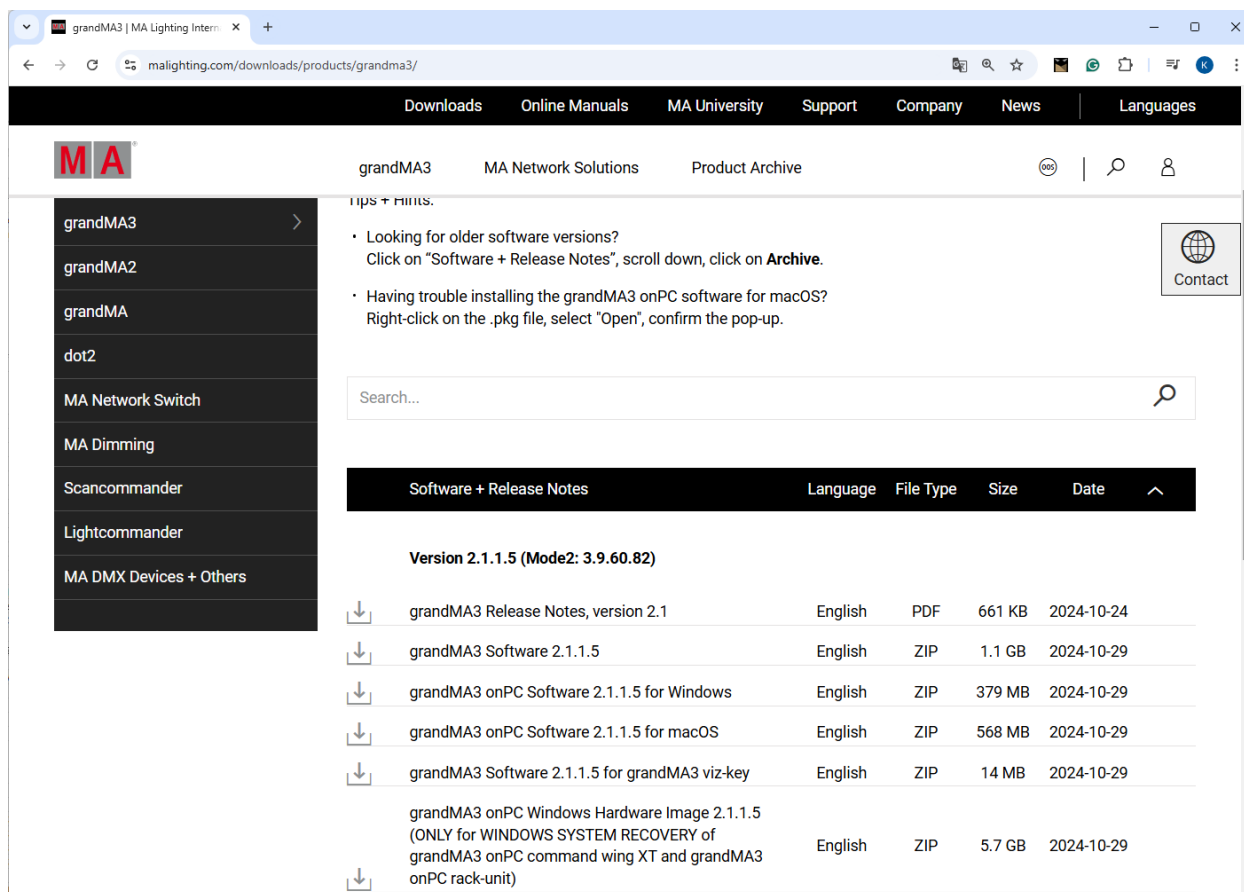 grandMA3 | MA Lighting Intern
malighting.com/downloads/products/grandma3/
K
Downloads Online Manuals MA University Support Company News Languages
MA
grandMA3 MA Network Solutions Product Archive
OOS
grandMA3
grandMA2
grandMA
dot2
MA Network Switch
MA Dimming
Scancommander
Lightcommander
MA DMX Devices + Others
Tips + Hints:
· Looking for older software versions?
Click on “Software + Release Notes”, scroll down, click on Archive.
· Having trouble installing the grandMA3 onPC software for macOS?
Right-click on the .pkg file, select "Open", confirm the pop-up.
Contact
Search...
Software + Release Notes Language File Type Size Date
Version 2.1.1.5 (Mode2: 3.9.60.82)
grandMA3 Release Notes, version 2.1 English PDF 661 KB 2024-10-24
grandMA3 Software 2.1.1.5 English ZIP 1.1 GB 2024-10-29
grandMA3 onPC Software 2.1.1.5 for Windows English ZIP 379 MB 2024-10-29
grandMA3 onPC Software 2.1.1.5 for macOS English ZIP 568 MB 2024-10-29
grandMA3 Software 2.1.1.5 for grandMA3 viz-key English ZIP 14 MB 2024-10-29
grandMA3 onPC Windows Hardware Image 2.1.1.5
(ONLY for WINDOWS SYSTEM RECOVERY of
grandMA3 onPC command wing XT and grandMA3
onPC rack-unit) English ZIP 5.7 GB 2024-10-29